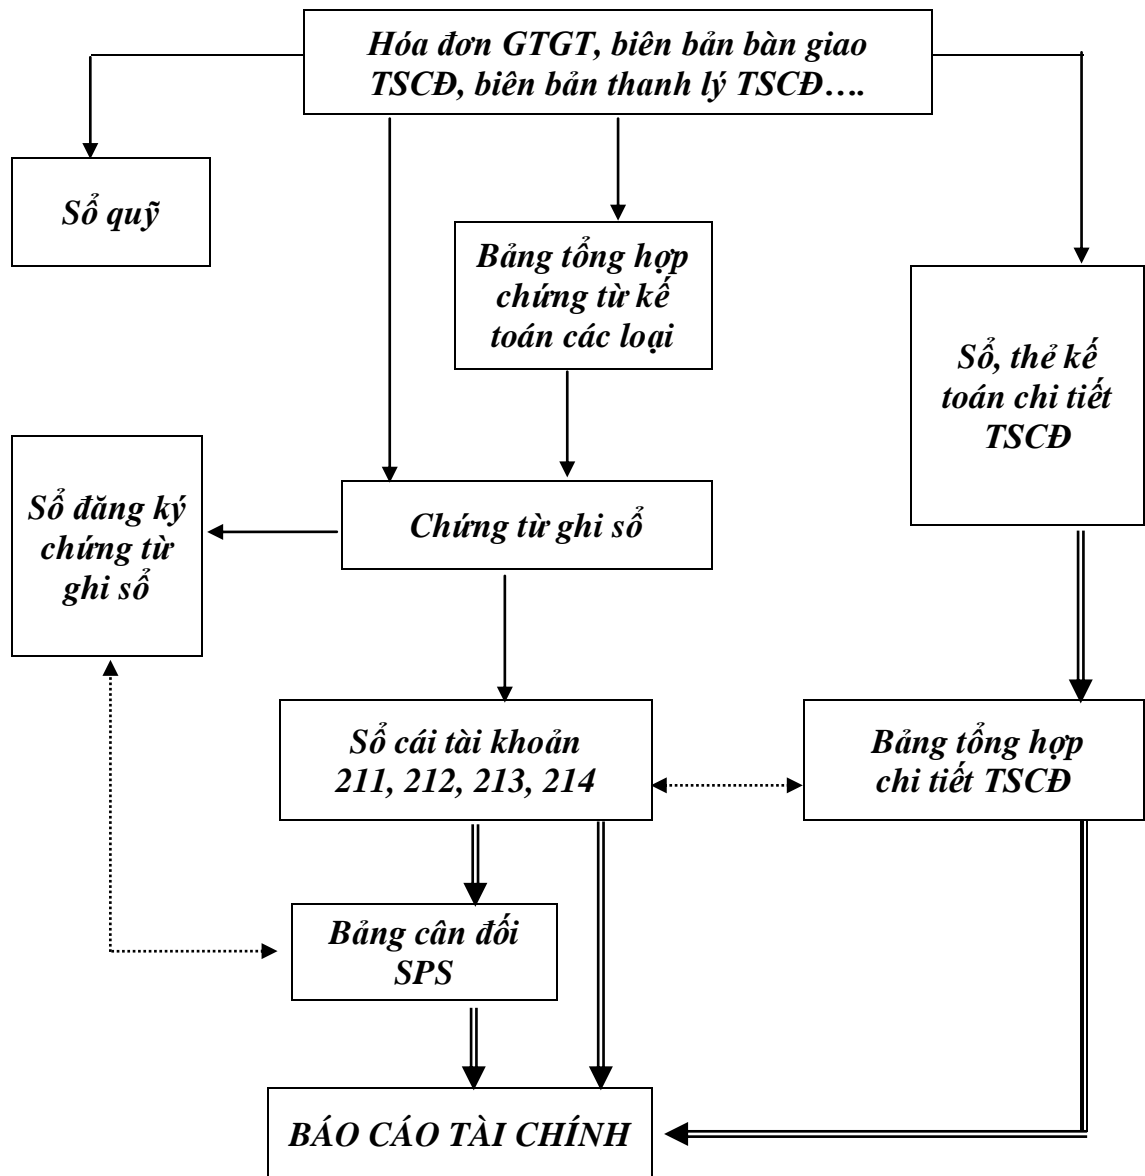 Hóa đơn GTGT, biên bản bàn giao
TSCĐ, biên bản thanh lý TSCĐ….
Sổ quỹ
Bảng tổng hợp
chứng từ kế
toán các loại
Sổ, thẻ kế
toán chi tiết
TSCĐ
Sổ đăng ký
chứng từ
ghi sổ
Chứng từ ghi sổ
Sổ cái tài khoản
211, 212, 213, 214
Bảng tổng hợp
chi tiết TSCĐ
Bảng cân đối
SPS
BÁO CÁO TÀI CHÍNH